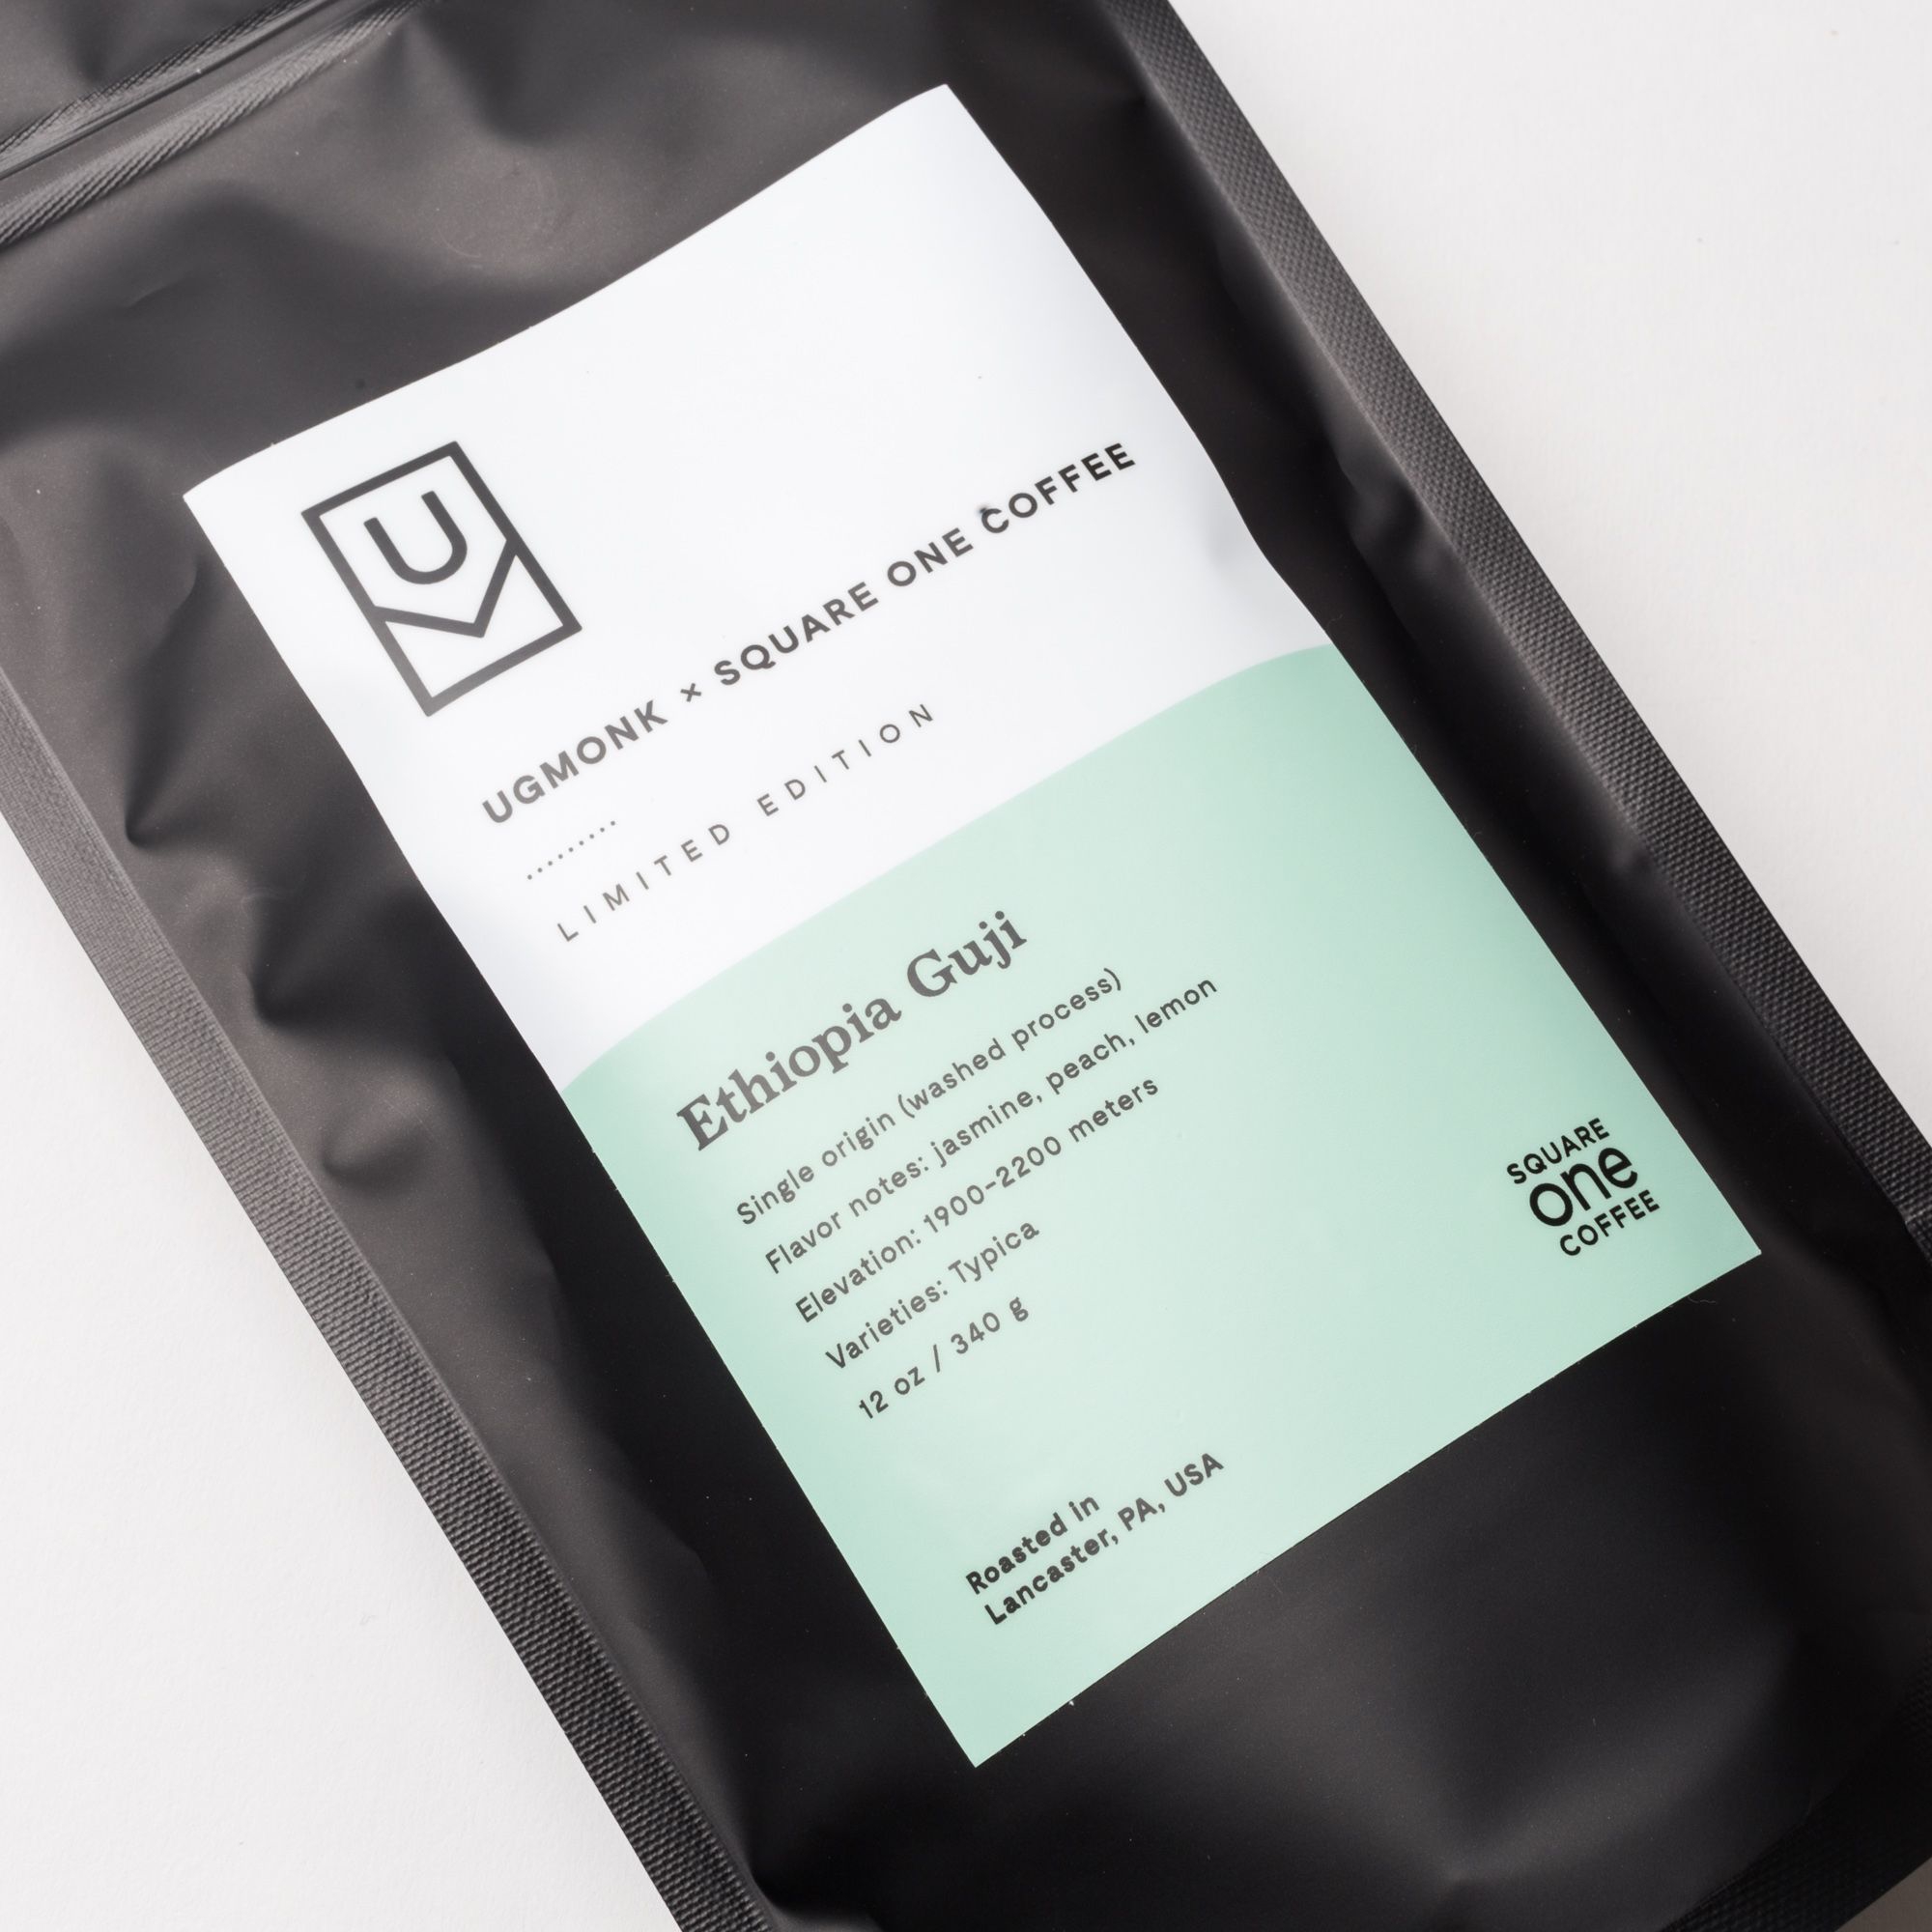 U
UGMONK × SQUARE ONE COFFEE
LIMITED EDITION
Ethiopia Guji
Single origin (washed process)
Flavor notes: jasmine, peach, lemon
Elevation: 1900-2200 meters
Varieties: Typica
12 oz / 340 g
Roasted in
Lancaster, PA, USA
SQUARE
one
COFFEE